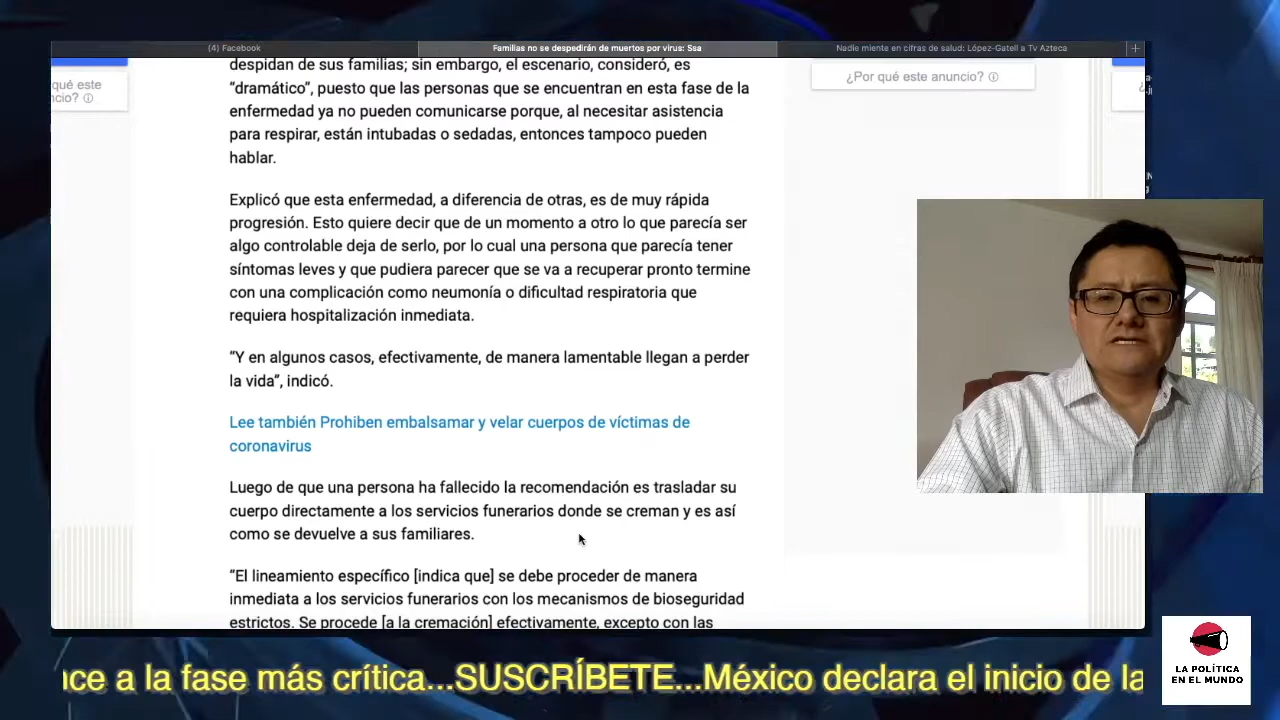 (4) Facebook
Familias no se despedirán de muertos por virus: Ssa
Nadie miente en cifras de salud: López-Gatell a Tv Azteca
qué este
ncio? ⓘ
¿Por qué este anuncio? ⓘ
despidan de sus familias; sin embargo, el escenario, consideró, es
“dramático”, puesto que las personas que se encuentran en esta fase de la
enfermedad ya no pueden comunicarse porque, al necesitar asistencia
para respirar, están intubadas o sedadas, entonces tampoco pueden
hablar.
Explicó que esta enfermedad, a diferencia de otras, es de muy rápida
progresión. Esto quiere decir que de un momento a otro lo que parecía ser
algo controlable deja de serlo, por lo cual una persona que parecía tener
síntomas leves y que pudiera parecer que se va a recuperar pronto termine
con una complicación como neumonía o dificultad respiratoria que
requiera hospitalización inmediata.
“Y en algunos casos, efectivamente, de manera lamentable llegan a perder
la vida”, indicó.
Lee también Prohiben embalsamar y velar cuerpos de víctimas de
coronavirus
Luego de que una persona ha fallecido la recomendación es trasladar su
cuerpo directamente a los servicios funerarios donde se creman y es así
como se devuelve a sus familiares.
“El lineamiento específico [indica que] se debe proceder de manera
inmediata a los servicios funerarios con los mecanismos de bioseguridad
estrictos. Se procede [a la cremación] efectivamente, excepto con las
nce a la fase más crítica...SUSCRÍBETE...México declara el inicio de la
LA POLÍTICA
EN EL MUNDO